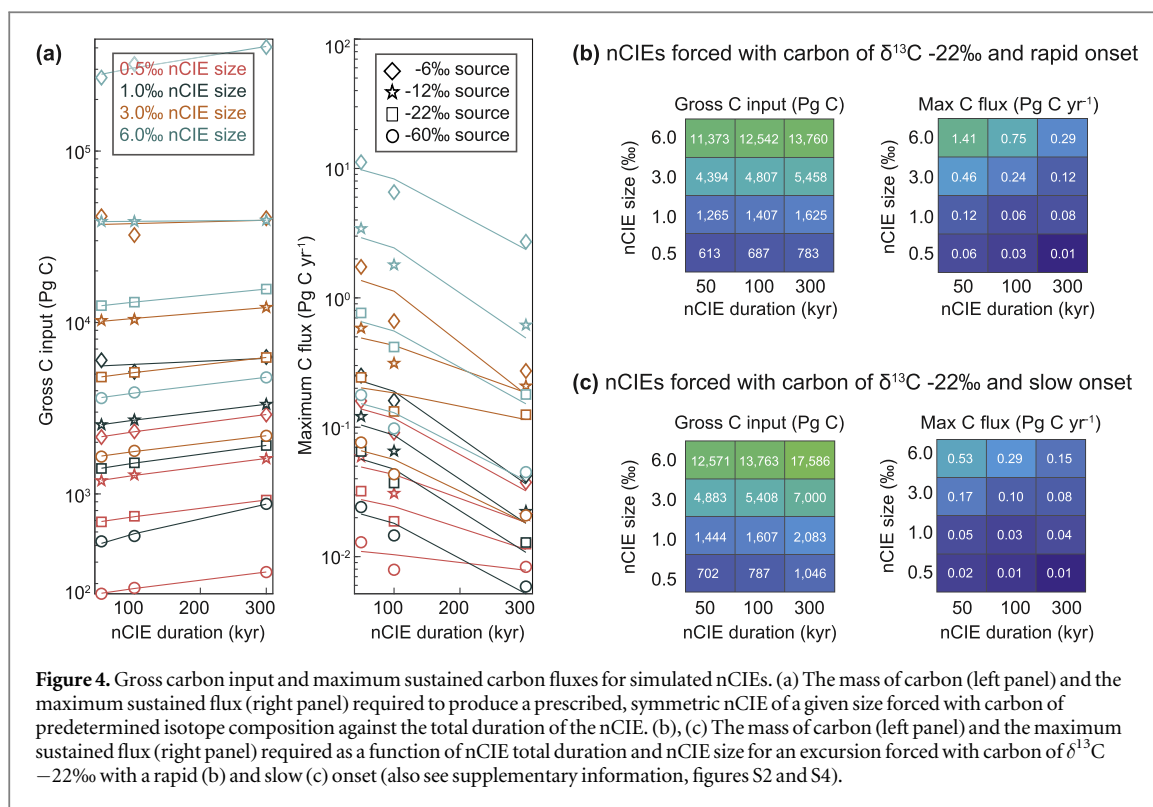 (a)
0.5‰ nCIE size
1.0‰ nCIE size
3.0‰ nCIE size
6.0‰ nCIE size
10⁵
10⁴
10³
10²
Gross C input (Pg C)
100 200 300
nCIE duration (kyr)
-6‰ source
-12‰ source
-22‰ source
-60‰ source
10²
10¹
10⁰
10⁻¹
10⁻²
Maximum C flux (Pg C yr⁻¹)
100 200 300
nCIE duration (kyr)
(b) nCIEs forced with carbon of δ¹³C -22‰ and rapid onset
Gross C input (Pg C)
nCIE size (‰)
6.0 11,373 12,542 13,760
3.0 4,394 4,807 5,458
1.0 1,265 1,407 1,625
0.5 613 687 783
50 100 300
nCIE duration (kyr)
Max C flux (Pg C yr⁻¹)
nCIE size (‰)
6.0 1.41 0.75 0.29
3.0 0.46 0.24 0.12
1.0 0.12 0.06 0.08
0.5 0.06 0.03 0.01
50 100 300
nCIE duration (kyr)
(c) nCIEs forced with carbon of δ¹³C -22‰ and slow onset
Gross C input (Pg C)
nCIE size (‰)
6.0 12,571 13,763 17,586
3.0 4,883 5,408 7,000
1.0 1,444 1,607 2,083
0.5 702 787 1,046
50 100 300
nCIE duration (kyr)
Max C flux (Pg C yr⁻¹)
nCIE size (‰)
6.0 0.53 0.29 0.15
3.0 0.17 0.10 0.08
1.0 0.05 0.03 0.04
0.5 0.02 0.01 0.01
50 100 300
nCIE duration (kyr)
Figure 4. Gross carbon input and maximum sustained carbon fluxes for simulated nCIEs. (a) The mass of carbon (left panel) and the
maximum sustained flux (right panel) required to produce a prescribed, symmetric nCIE of a given size forced with carbon of
predetermined isotope composition against the total duration of the nCIE. (b), (c) The mass of carbon (left panel) and the maximum
sustained flux (right panel) required as a function of nCIE total duration and nCIE size for an excursion forced with carbon of δ¹³C
−22‰ with a rapid (b) and slow (c) onset (also see supplementary information, figures S2 and S4).